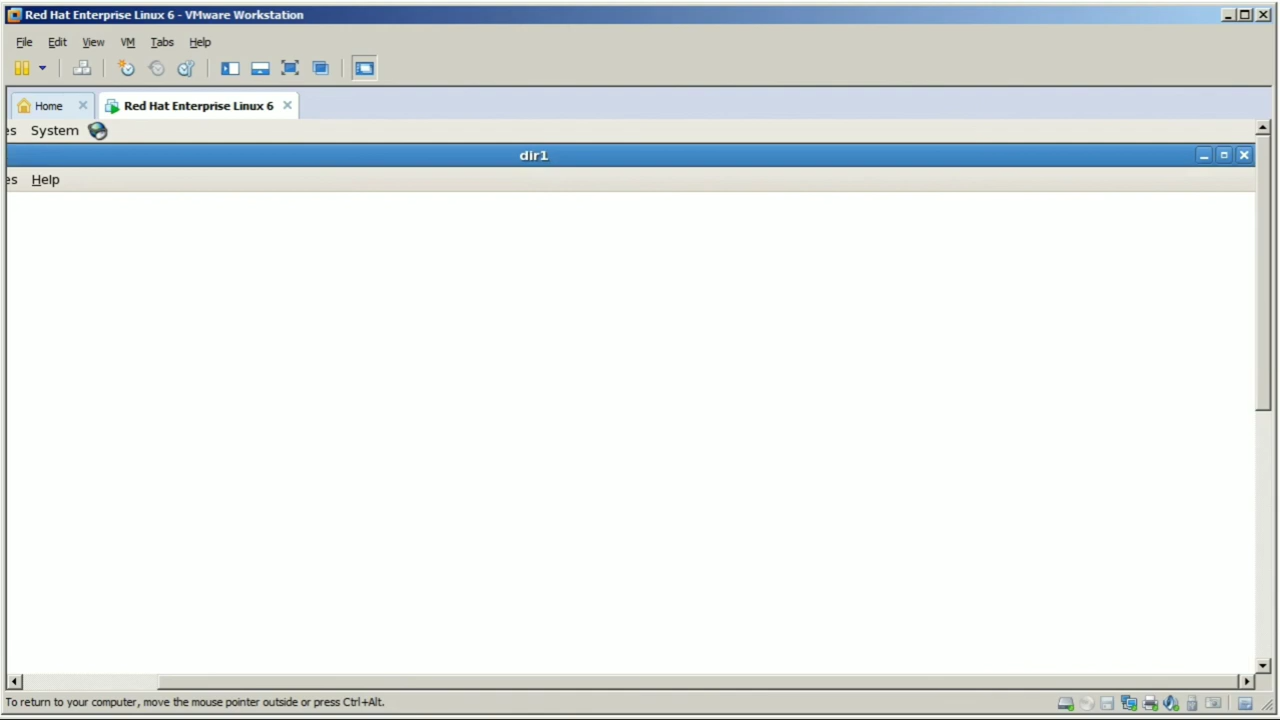 Red Hat Enterprise Linux 6 - VMware Workstation
File Edit View VM Tabs Help
Home Red Hat Enterprise Linux 6
es System
dir1
es Help
To return to your computer, move the mouse pointer outside or press Ctrl+Alt.